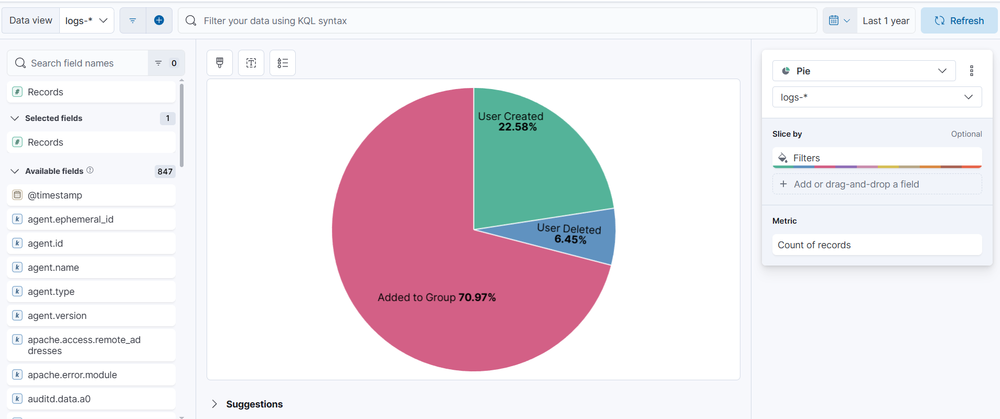 Data view
logs-*
Filter your data using KQL syntax
Last 1 year
Refresh
Search field names
0
# Records
Selected fields
1
# Records
Available fields
847
@timestamp
k agent.ephemeral_id
k agent.id
k agent.name
k agent.type
k agent.version
k apache.access.remote_ad
dresses
k apache.error.module
k auditd.data.a0
T
User Created
22.58%
User Deleted
6.45%
Added to Group 70.97%
Suggestions
Pie
logs-*
Slice by
Optional
Filters
+ Add or drag-and-drop a field
Metric
Count of records